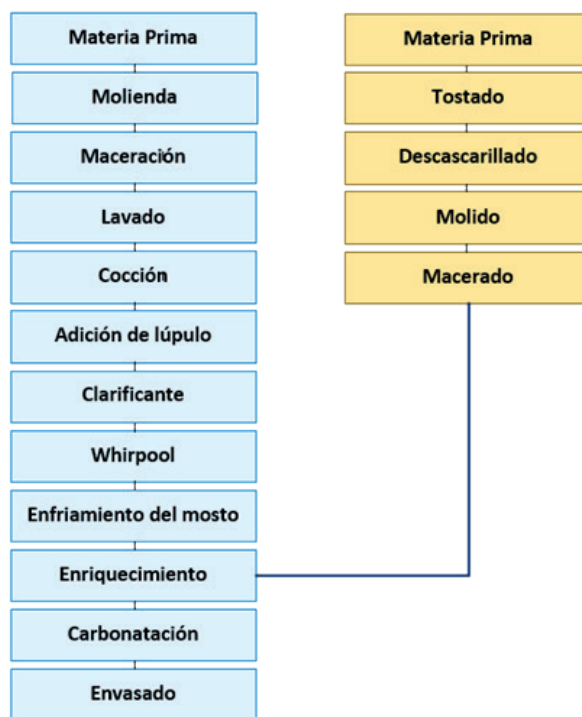 Materia Prima
Molienda
Maceración
Lavado
Cocción
Adición de lúpulo
Clarificante
Whirpool
Enfriamiento del mosto
Enriquecimiento
Carbonatación
Envasado
Materia Prima
Tostado
Descascarillado
Molido
Macerado